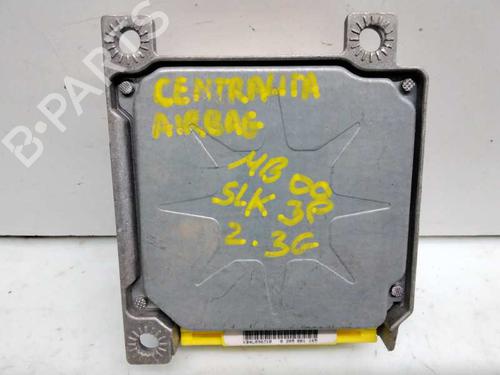 B-PARTS
CENTRALITA
AIRBAG
MB 00
SLK 3P
2.3G